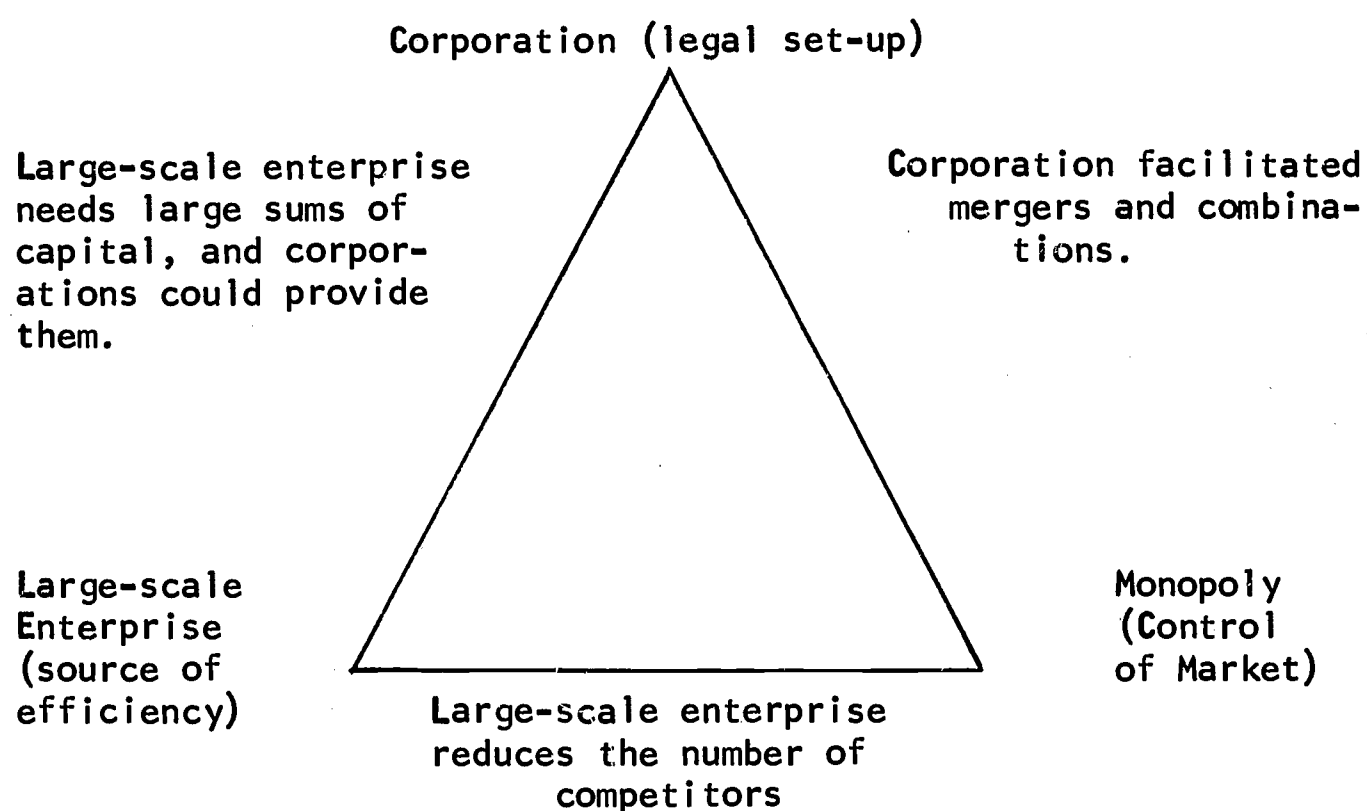 Corporation (legal set-up)
Large-scale enterprise
needs large sums of
capital, and corpor-
ations could provide
them.
Corporation facilitated
mergers and combina-
tions.
Large-scale
Enterprise
(source of
efficiency)
Monopoly
(Control
of Market)
Large-scale enterprise
reduces the number of
competitors